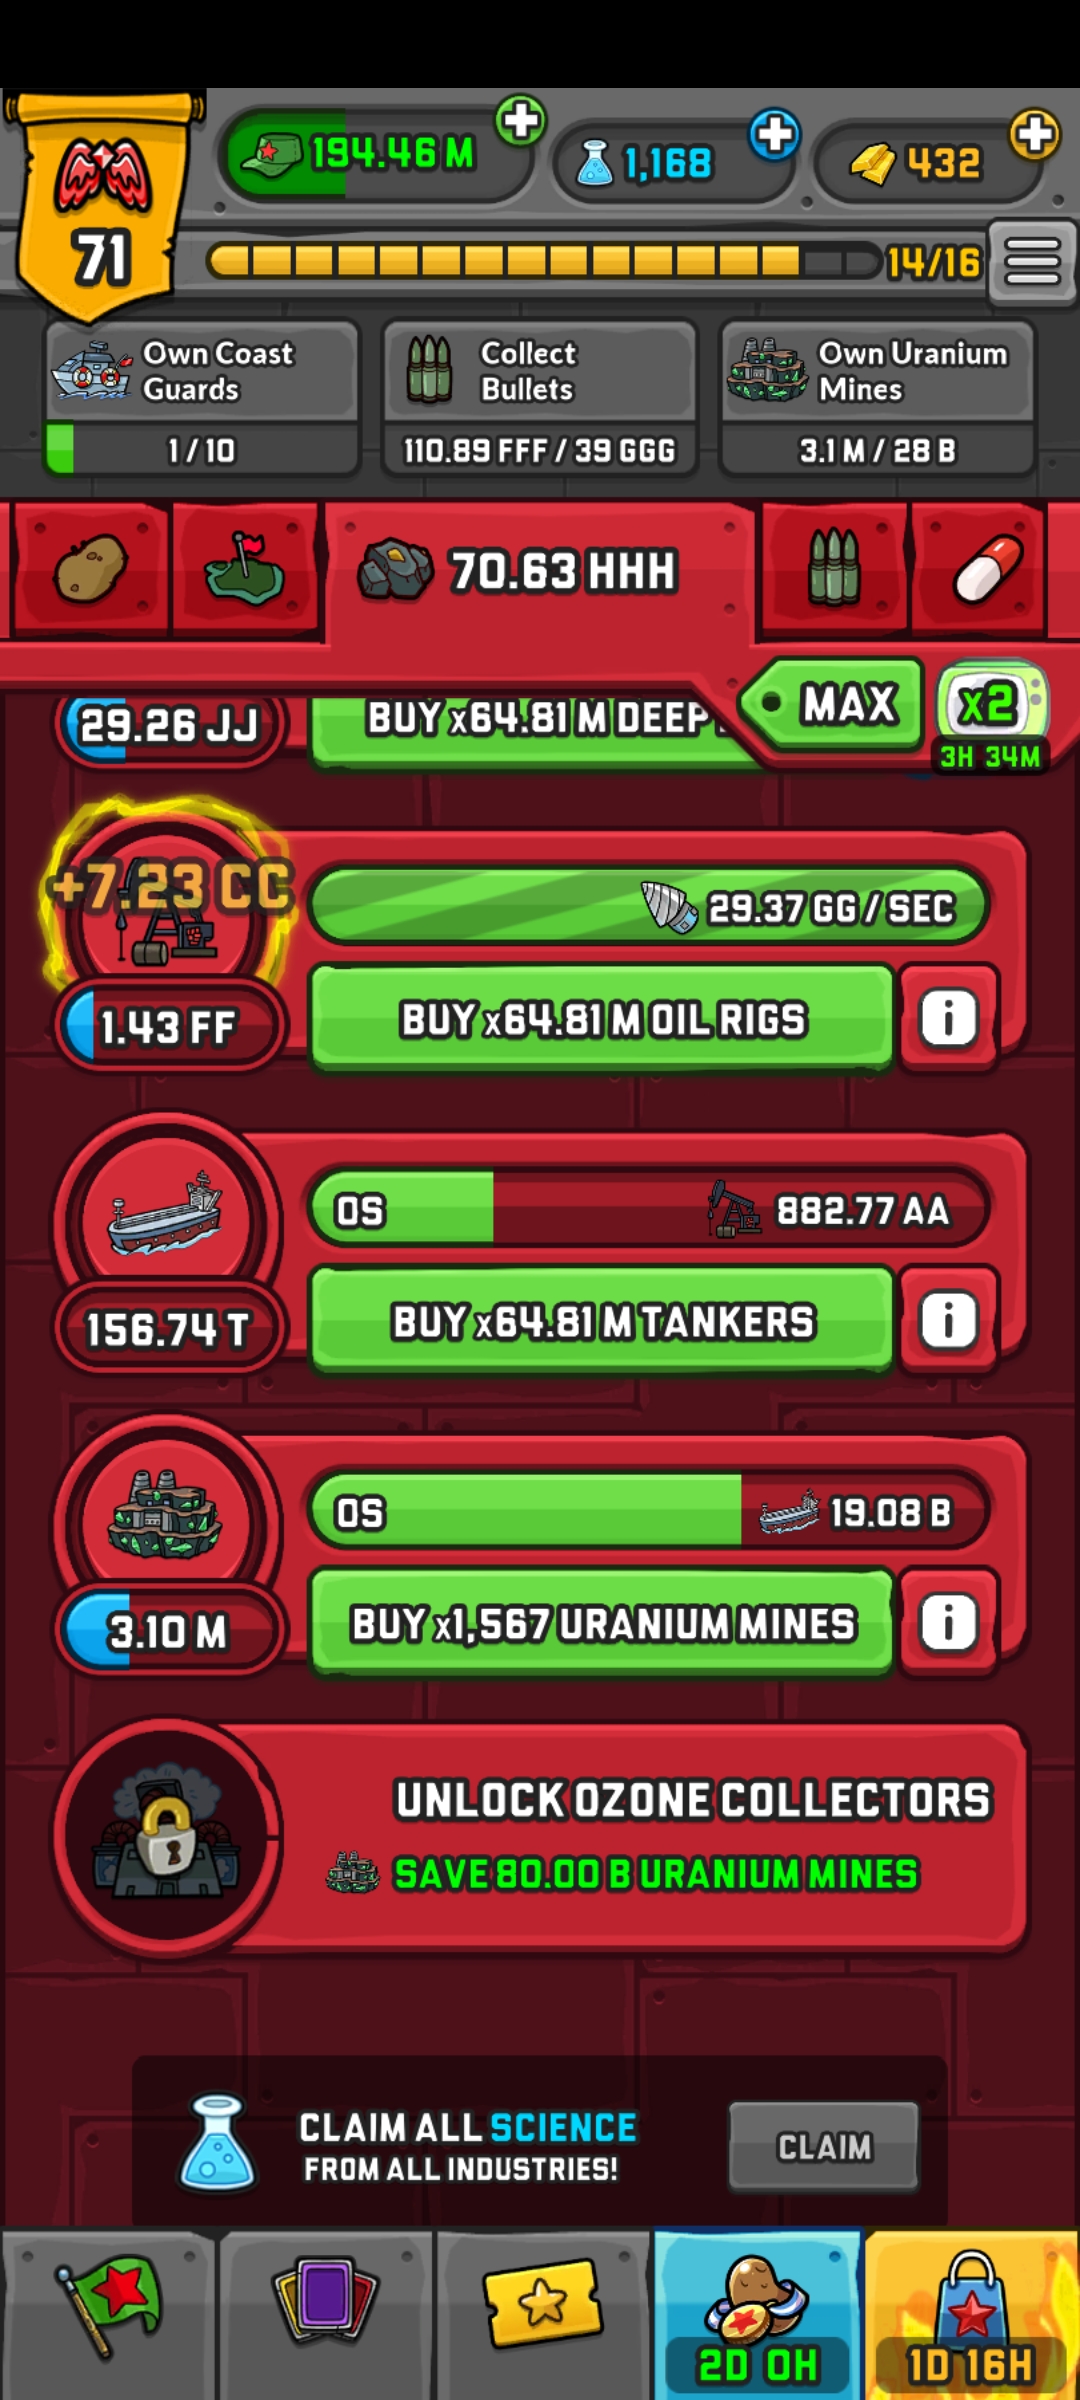 194.46 M
1,168
432
71
14/16
Own Coast
Guards
1 / 10
Collect
Bullets
110.89 FFF / 39 GGG
Own Uranium
Mines
3.1 M / 28 B
70.63 HHH
MAX
x2
3H 34M
29.26 JJ
BUY x64.81 M DEEP
+7.23 CC
29.37 GG / SEC
1.43 FF
BUY x64.81 M OIL RIGS
i
0S
882.77 AA
156.74 T
BUY x64.81 M TANKERS
i
0S
19.08 B
3.10 M
BUY x1,567 URANIUM MINES
i
UNLOCK OZONE COLLECTORS
SAVE 80.00 B URANIUM MINES
CLAIM ALL SCIENCE
FROM ALL INDUSTRIES!
CLAIM
2D 0H
1D 16H